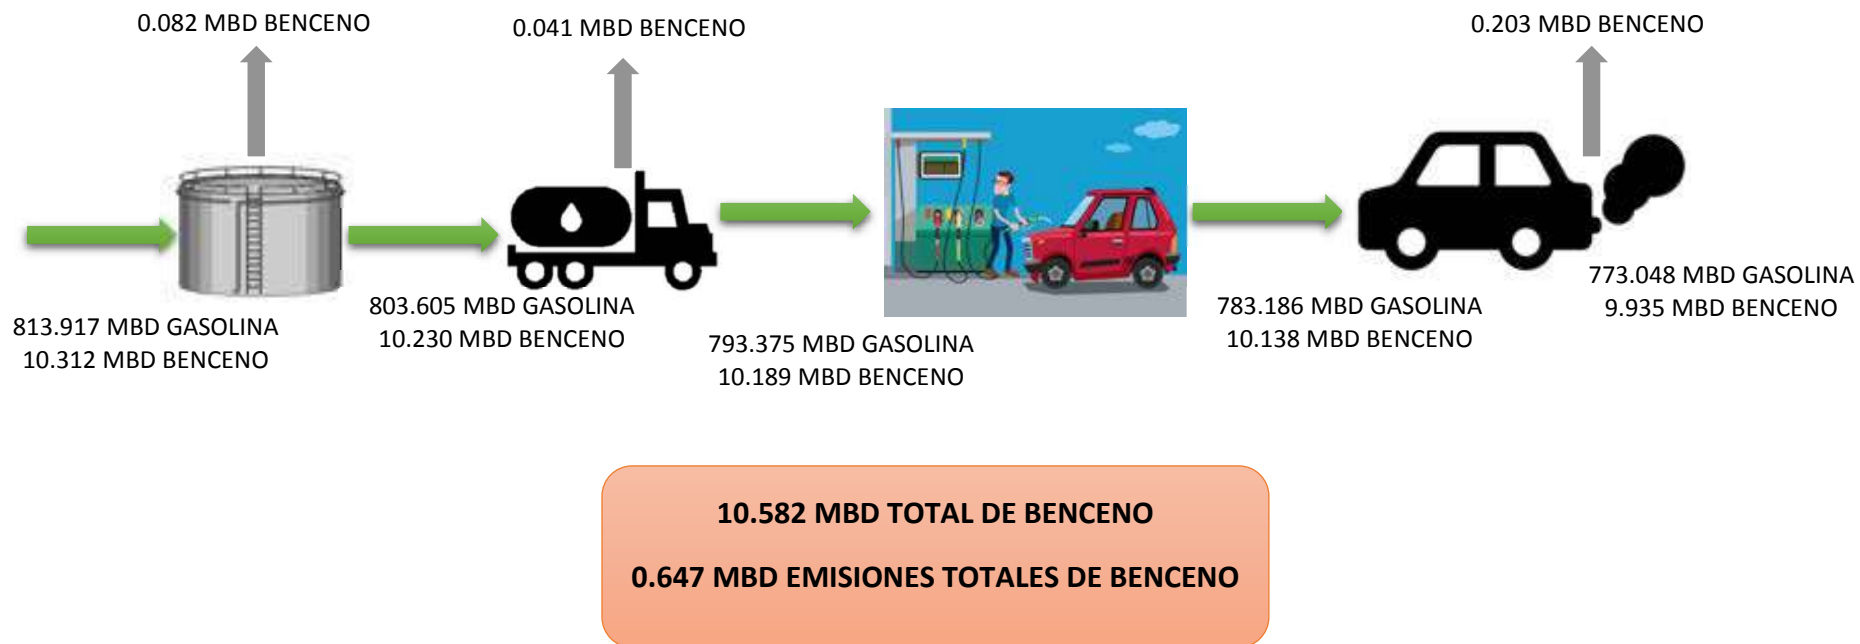 0.082 MBD BENCENO
0.041 MBD BENCENO
0.203 MBD BENCENO
813.917 MBD GASOLINA
10.312 MBD BENCENO
803.605 MBD GASOLINA
10.230 MBD BENCENO
793.375 MBD GASOLINA
10.189 MBD BENCENO
783.186 MBD GASOLINA
10.138 MBD BENCENO
773.048 MBD GASOLINA
9.935 MBD BENCENO
10.582 MBD TOTAL DE BENCENO
0.647 MBD EMISIONES TOTALES DE BENCENO